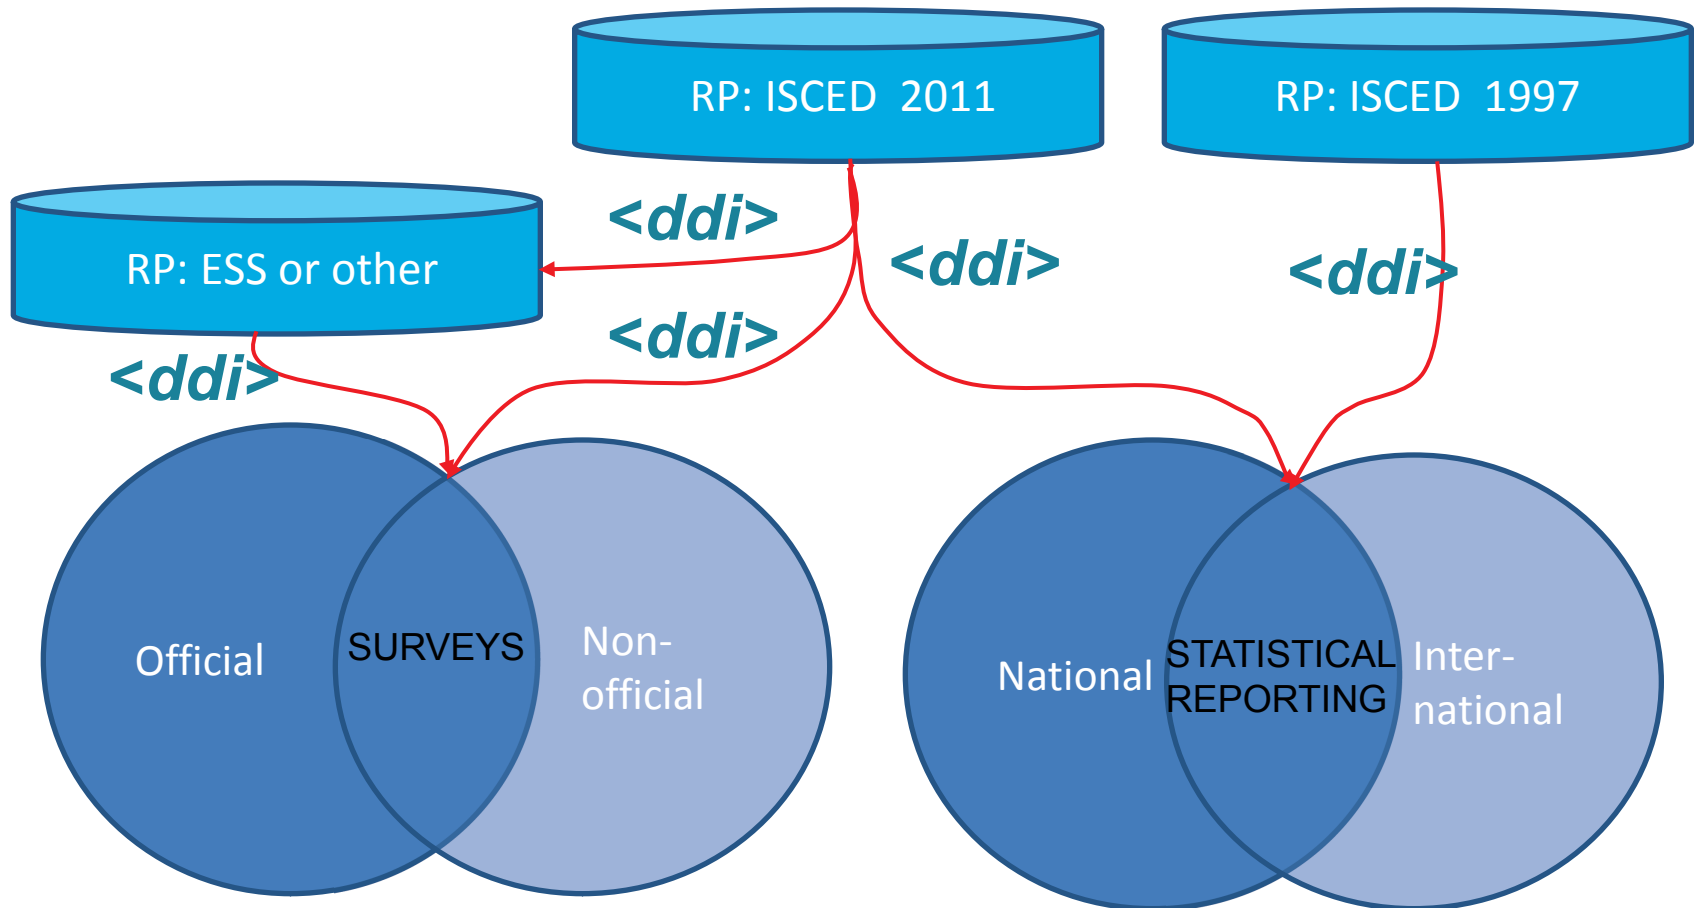 RP: ISCED 2011
RP: ISCED 1997
<ddi>
RP: ESS or other
<ddi>
<ddi>
<ddi>
<ddi>
Official
SURVEYS
Non-
official
National
STATISTICAL
REPORTING
Inter-
national